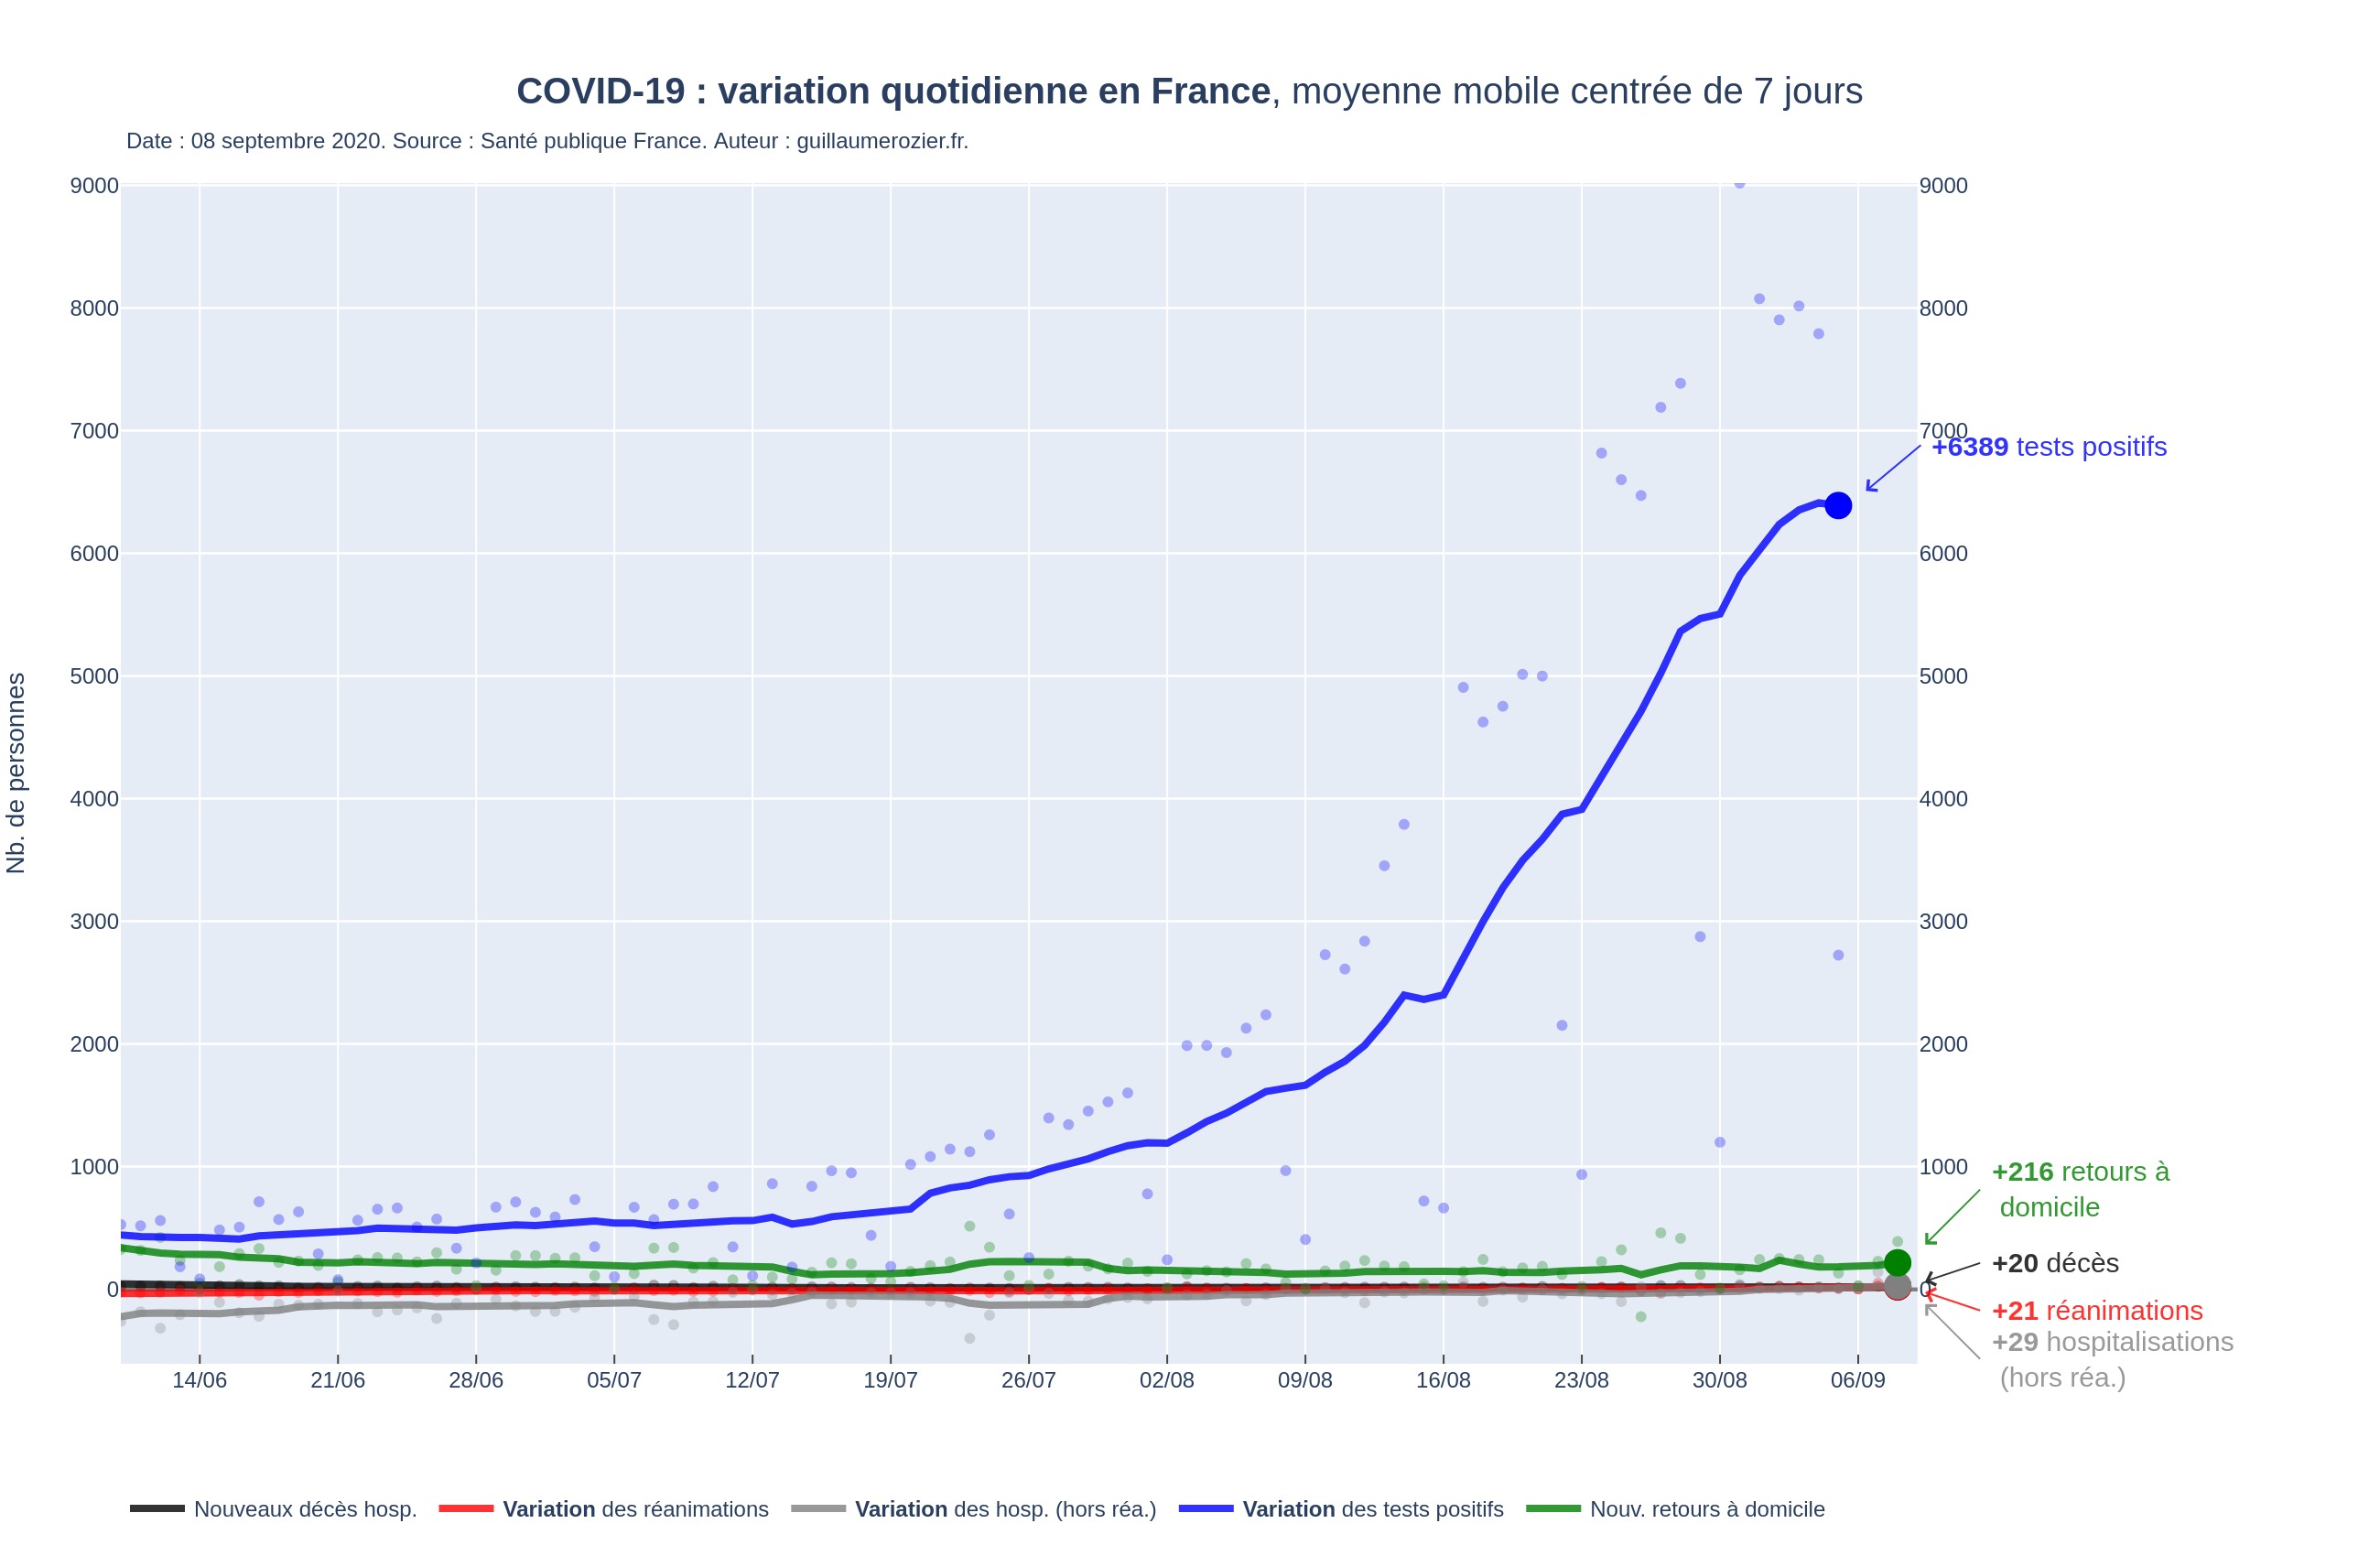 COVID-19 : variation quotidienne en France, moyenne mobile centrée de 7 jours
Date : 08 septembre 2020. Source : Santé publique France. Auteur : guillaumerozier.fr.
9000 9000
8000 8000
7000 7000
+6389 tests positifs
6000 6000
5000 5000
Nb. de personnes
4000 4000
3000 3000
2000 2000
1000 1000
+216 retours à
domicile
+20 décès
0 0
+21 réanimations
+29 hospitalisations
(hors réa.)
14/06 21/06 28/06 05/07 12/07 19/07 26/07 02/08 09/08 16/08 23/08 30/08 06/09
Nouveaux décès hosp. Variation des réanimations Variation des hosp. (hors réa.) Variation des tests positifs Nouv. retours à domicile